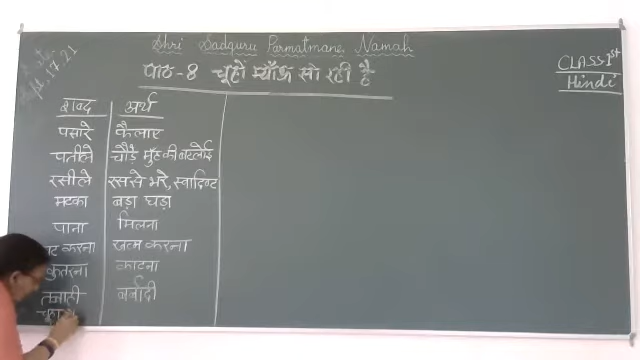 Shri Sadguru Parmatmane Namah
पाठ-8 चूहो म्याऊँ सो रही है
CLASS 1st
Hindi
शब्द अर्थ
पसारे फैलाए
पतीले चौड़े मुँह की बटलोई
रसीले रस से भरे, स्वादिष्ट
मटका बड़ा घड़ा
पाना मिलना
करना खत्म करना
कुतरना काटना
तबाही बर्बादी